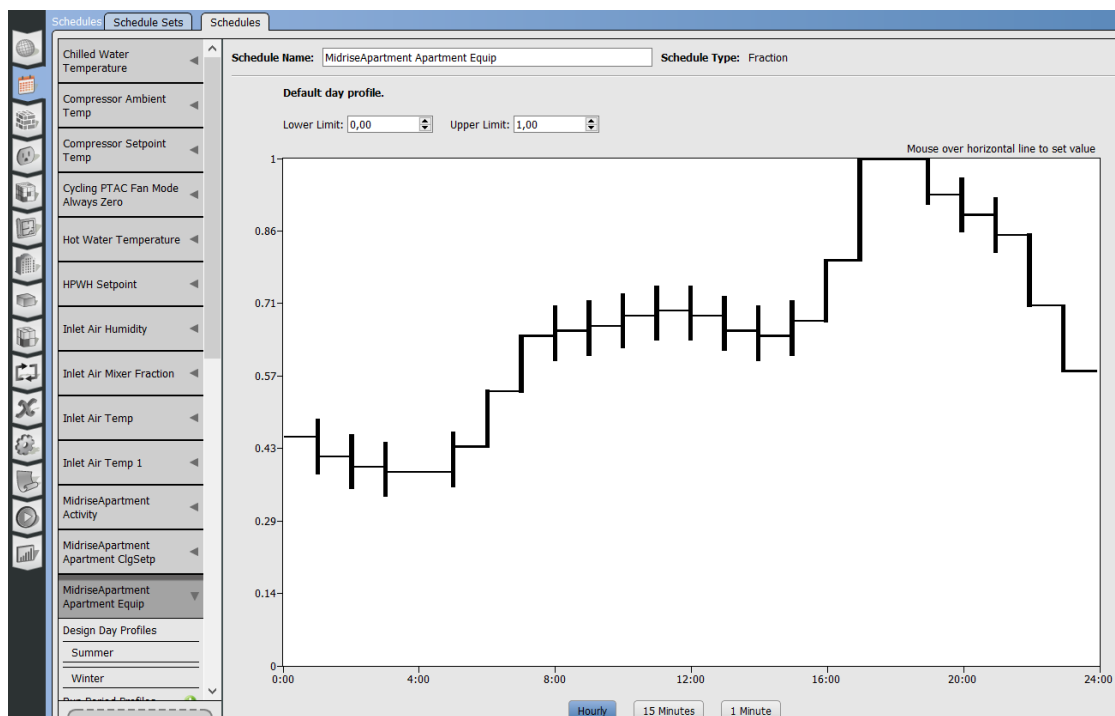 Schedules Schedule Sets Schedules
Chilled Water
Temperature
Compressor Ambient
Temp
Compressor Setpoint
Temp
Cycling PTAC Fan Mode
Always Zero
Hot Water Temperature
HPWH Setpoint
Inlet Air Humidity
Inlet Air Mixer Fraction
Inlet Air Temp
Inlet Air Temp 1
MidriseApartment
Activity
MidriseApartment
Apartment ClgSetp
MidriseApartment
Apartment Equip
Design Day Profiles
Summer
Winter
Run Period Profiles
Schedule Name: MidriseApartment Apartment Equip Schedule Type: Fraction
Default day profile.
Lower Limit: 0,00 Upper Limit: 1,00
Mouse over horizontal line to set value
1
0.86
0.71
0.57
0.43
0.29
0.14
0
0:00 4:00 8:00 12:00 16:00 20:00 24:00
Hourly 15 Minutes 1 Minute